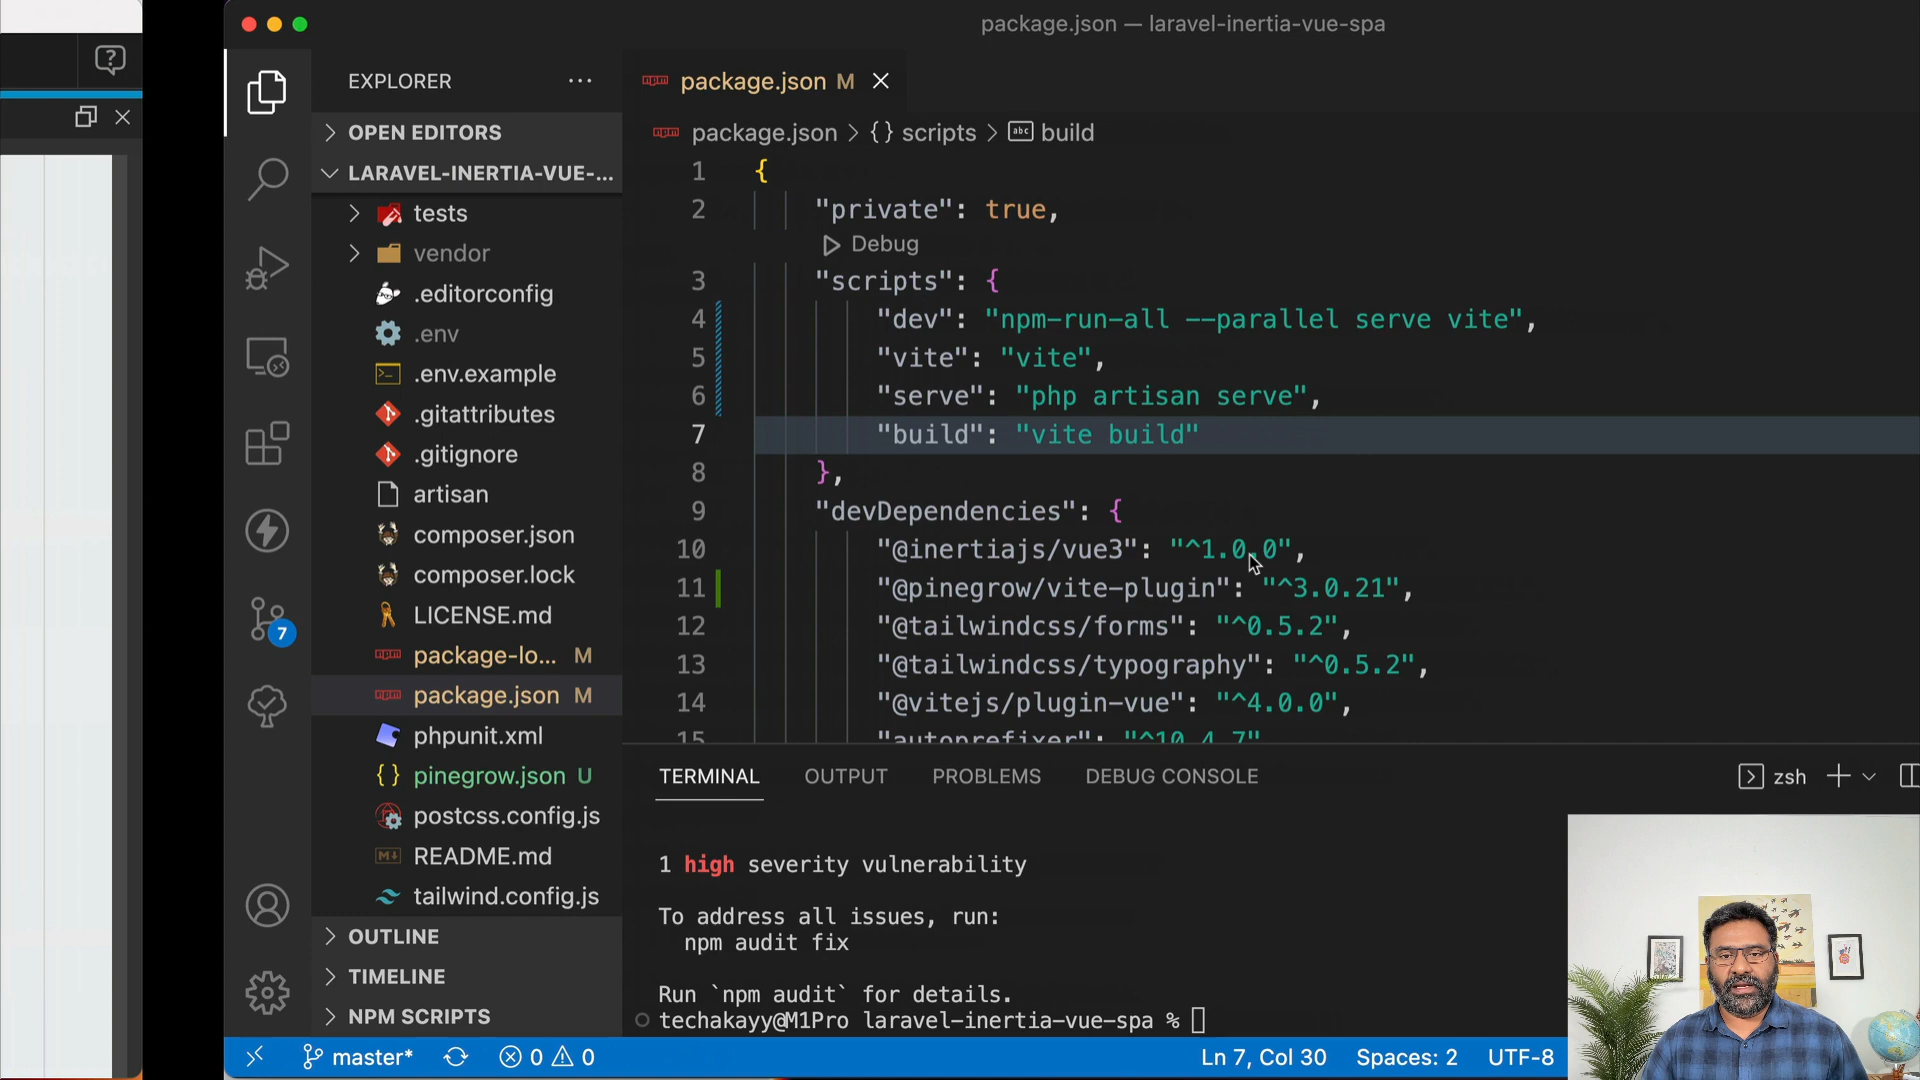 package.json — laravel-inertia-vue-spa
EXPLORER
package.json M
OPEN EDITORS
package.json > {} scripts > abc build
LARAVEL-INERTIA-VUE-...
tests
vendor
.editorconfig
.env
.env.example
.gitattributes
.gitignore
artisan
composer.json
composer.lock
LICENSE.md
package-lo... M
package.json M
phpunit.xml
pinegrow.json U
postcss.config.js
README.md
tailwind.config.js
OUTLINE
TIMELINE
NPM SCRIPTS
7
1 {
2 "private": true,
Debug
3 "scripts": {
4 "dev": "npm-run-all --parallel serve vite",
5 "vite": "vite",
6 "serve": "php artisan serve",
7 "build": "vite build"
8 },
9 "devDependencies": {
10 "@inertiajs/vue3": "^1.0.0",
11 "@pinegrow/vite-plugin": "^3.0.21",
12 "@tailwindcss/forms": "^0.5.2",
13 "@tailwindcss/typography": "^0.5.2",
14 "@vitejs/plugin-vue": "^4.0.0",
15 "autoprefixer": "^10.4.7"
TERMINAL OUTPUT PROBLEMS DEBUG CONSOLE
zsh
1 high severity vulnerability
To address all issues, run:
npm audit fix
Run `npm audit` for details.
techakayy@M1Pro laravel-inertia-vue-spa %
master* 0 0 Ln 7, Col 30 Spaces: 2 UTF-8